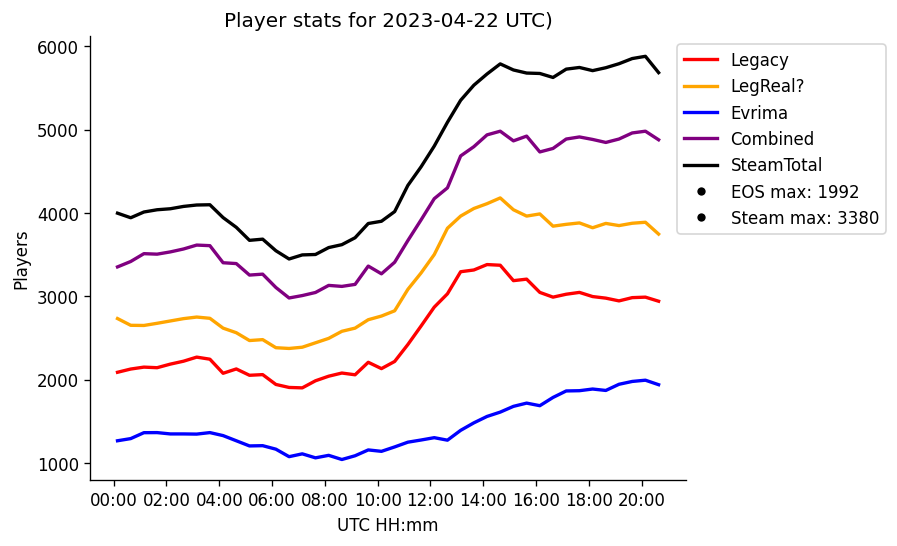 Player stats for 2023-04-22 UTC)
Legacy
LegReal?
Evrima
Combined
SteamTotal
EOS max: 1992
Steam max: 3380
Players
6000
5000
4000
3000
2000
1000
00:00 02:00 04:00 06:00 08:00 10:00 12:00 14:00 16:00 18:00 20:00
UTC HH:mm